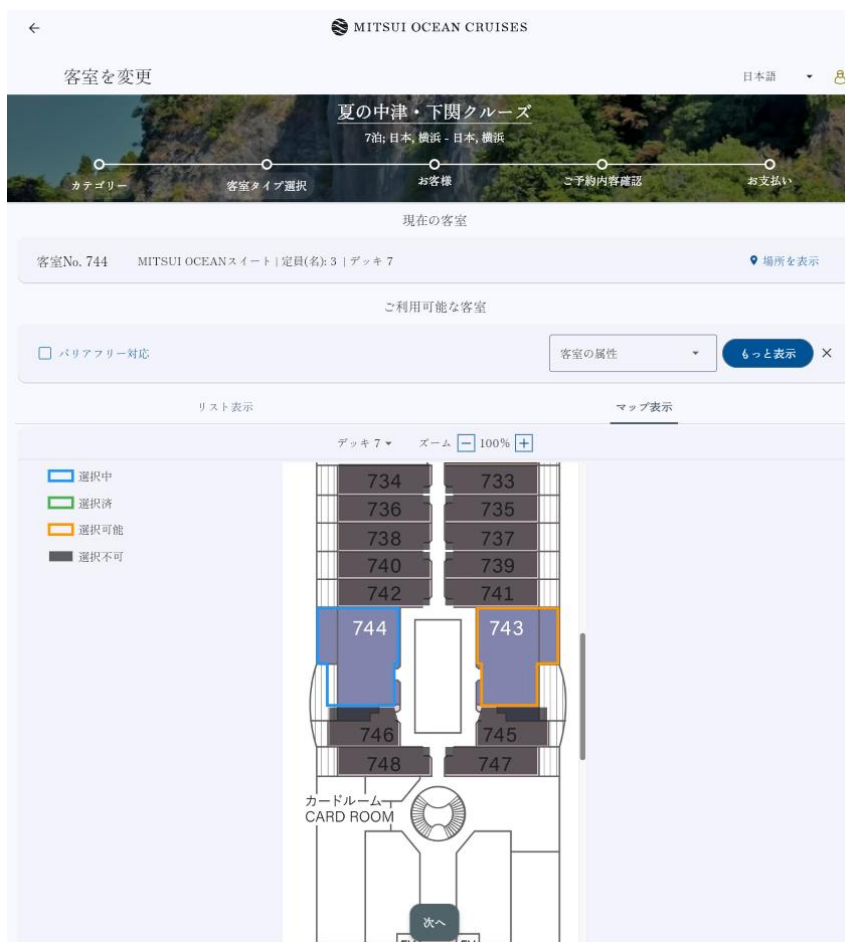 MITSUI OCEAN CRUISES
客室を変更
日本語
夏の中津・下関クルーズ
7泊; 日本, 横浜 - 日本, 横浜
カテゴリー
客室タイプ選択
お客様
ご予約内容確認
お支払い
現在の客室
客室No. 744 MITSUI OCEANスイート | 定員(名): 3 | デッキ 7 場所を表示
ご利用可能な客室
バリアフリー対応
客室の属性
もっと表示
リスト表示 マップ表示
デッキ 7 ズーム 100%
選択中
選択済
選択可能
選択不可
734 733
736 735
738 737
740 739
742 741
744 743
746 745
748 747
カードルーム
CARD ROOM
次へ